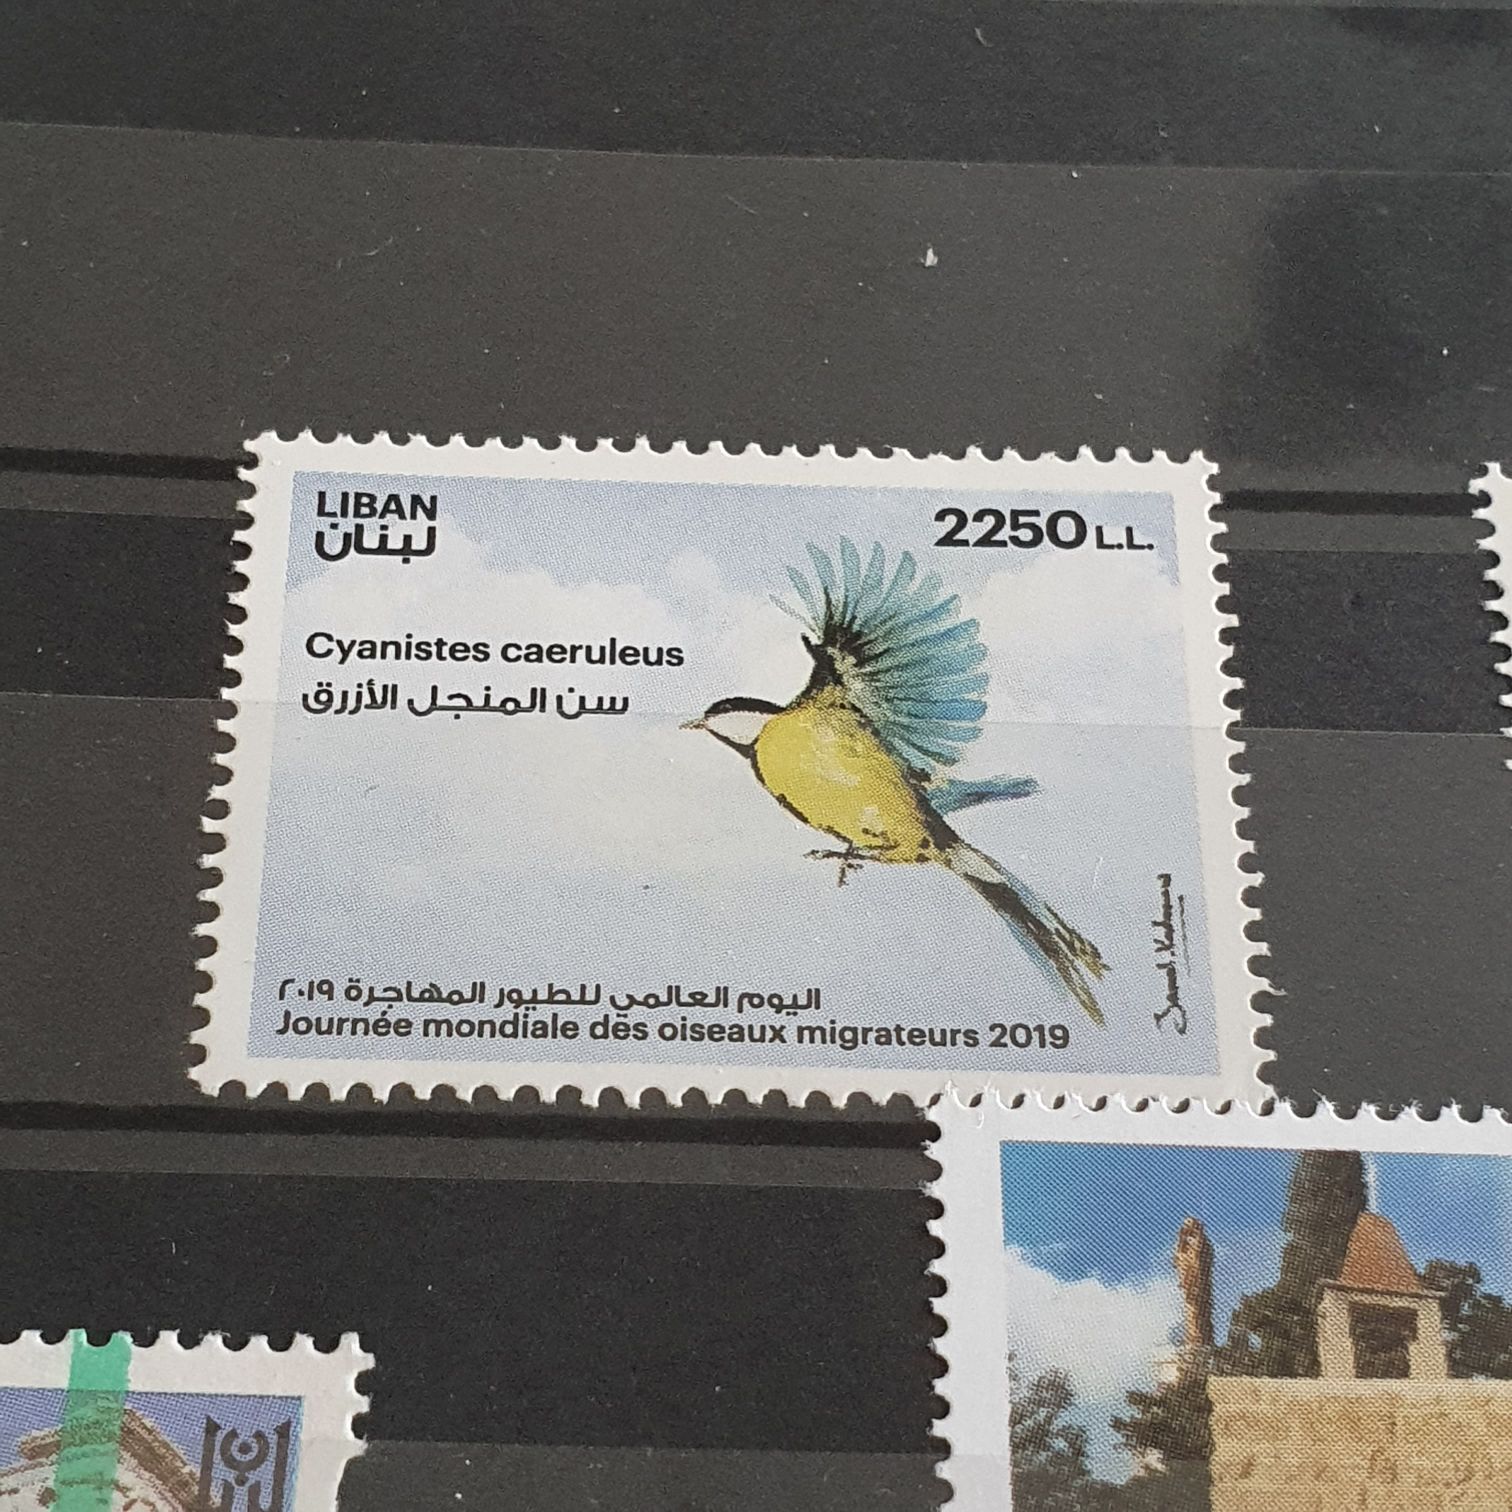 LIBAN
لبنان
2250 L.L.
Cyanistes caeruleus
سن المنجل الأزرق
اليوم العالمي للطيور المهاجرة ٢٠١٩
Journée mondiale des oiseaux migrateurs 2019